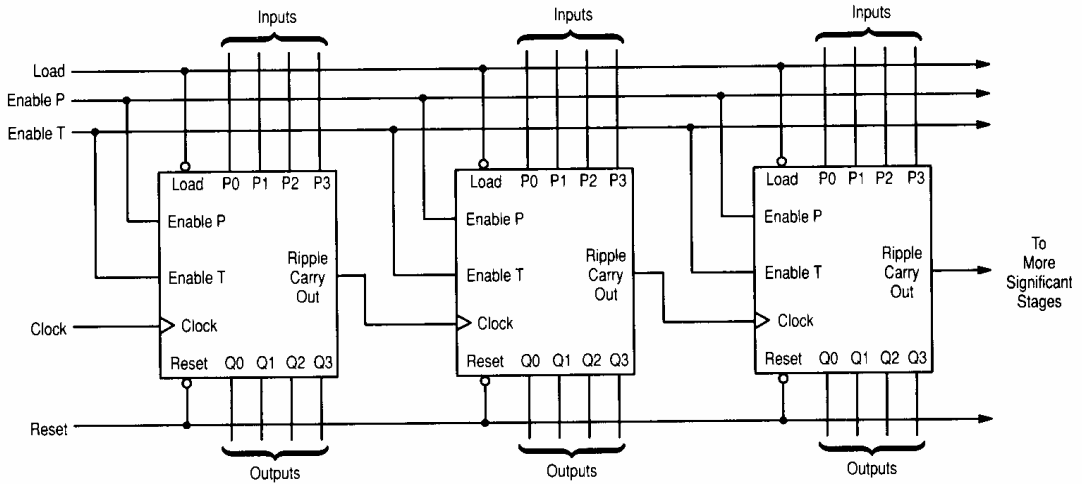 Inputs Inputs Inputs
Load
Enable P
Enable T
Load P0 P1 P2 P3
Enable P
Enable T
Ripple
Carry
Out
Clock
Clock
Reset Q0 Q1 Q2 Q3
Load P0 P1 P2 P3
Enable P
Enable T
Ripple
Carry
Out
Clock
Reset Q0 Q1 Q2 Q3
Load P0 P1 P2 P3
Enable P
Enable T
Ripple
Carry
Out
Clock
Reset Q0 Q1 Q2 Q3
To
More
Significant
Stages
Reset
Outputs Outputs Outputs